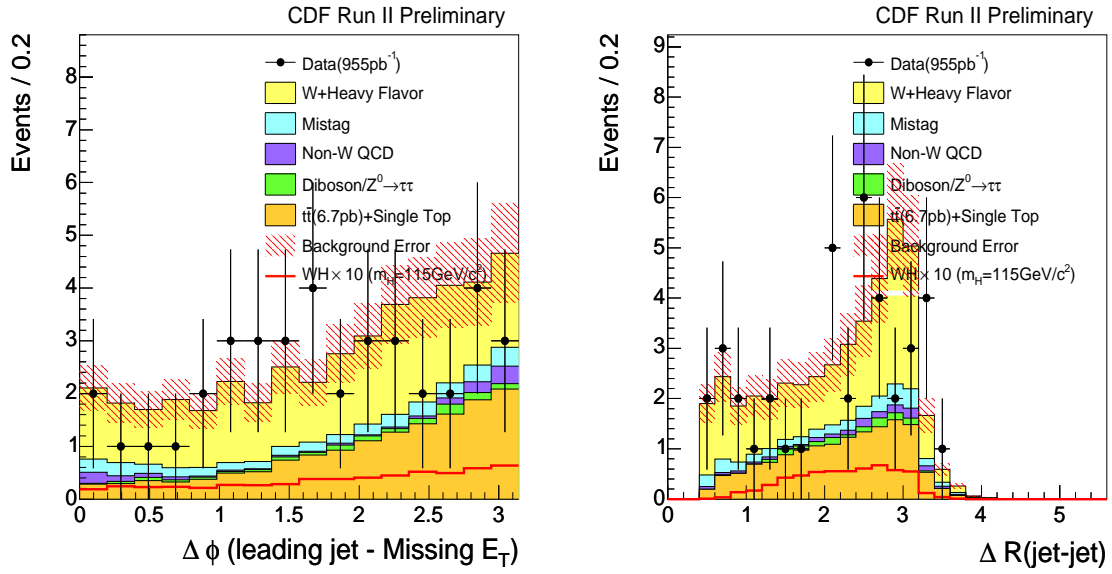 CDF Run II Preliminary
Events / 0.2
8
7
6
5
4
3
2
1
0
Data(955pb⁻¹)
W+Heavy Flavor
Mistag
Non-W QCD
Diboson/Z⁰→ττ
tt̄(6.7pb)+Single Top
Background Error
WH×10 (m_H=115GeV/c²)
0 0.5 1 1.5 2 2.5 3
Δ ϕ (leading jet - Missing E_T)
CDF Run II Preliminary
Events / 0.2
9
8
7
6
5
4
3
2
1
0
Data(955pb⁻¹)
W+Heavy Flavor
Mistag
Non-W QCD
Diboson/Z⁰→ττ
tt̄(6.7pb)+Single Top
Background Error
WH×10 (m_H=115GeV/c²)
0 1 2 3 4 5
Δ R(jet-jet)